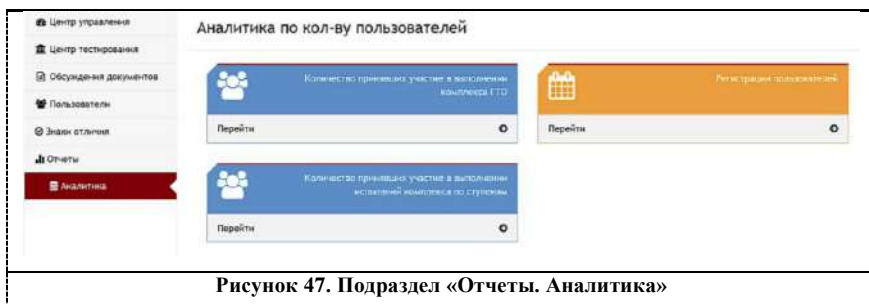 Центр управления
Центр тестирования
Обсуждения документов
Пользователи
Знаки отличия
Отчеты
Аналитика
Аналитика по кол-ву пользователей
Количество принявших участие в выполнении
комплекса ГТО
Перейти
Регистрация пользователей
Перейти
Количество принявших участие в выполнении
испытаний комплекса по ступеням
Перейти
Рисунок 47. Подраздел «Отчеты. Аналитика»